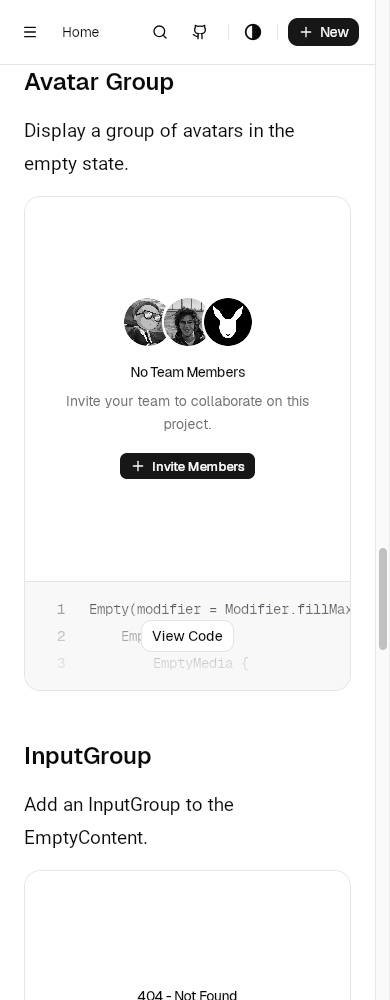 Home
New
Avatar Group
Display a group of avatars in the
empty state.
No Team Members
Invite your team to collaborate on this
project.
Invite Members
1 Empty(modifier = Modifier.fillMax
2 Emp
View Code
3 EmptyMedia {
InputGroup
Add an InputGroup to the
EmptyContent.
404 - Not Found